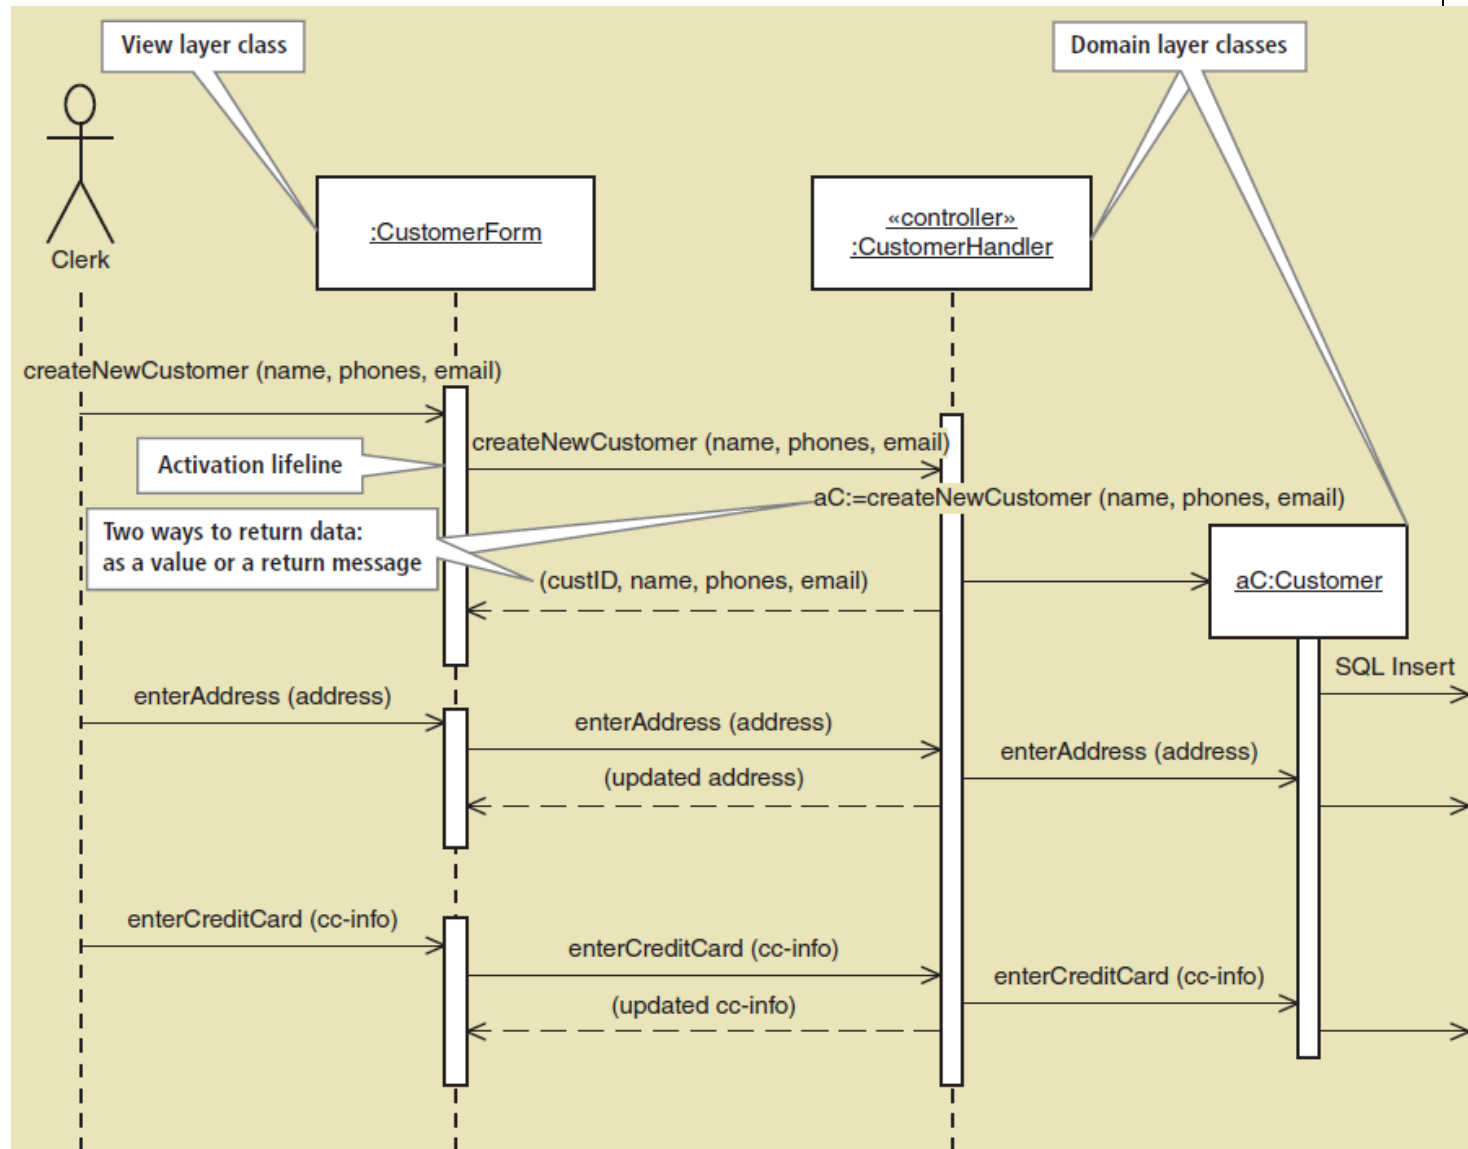 View layer class
Domain layer classes
:CustomerForm
«controller»
:CustomerHandler
Clerk
createNewCustomer (name, phones, email)
createNewCustomer (name, phones, email)
Activation lifeline
aC:=createNewCustomer (name, phones, email)
Two ways to return data:
as a value or a return message
(custID, name, phones, email)
aC:Customer
SQL Insert
enterAddress (address)
enterAddress (address)
enterAddress (address)
(updated address)
enterCreditCard (cc-info)
enterCreditCard (cc-info)
enterCreditCard (cc-info)
(updated cc-info)